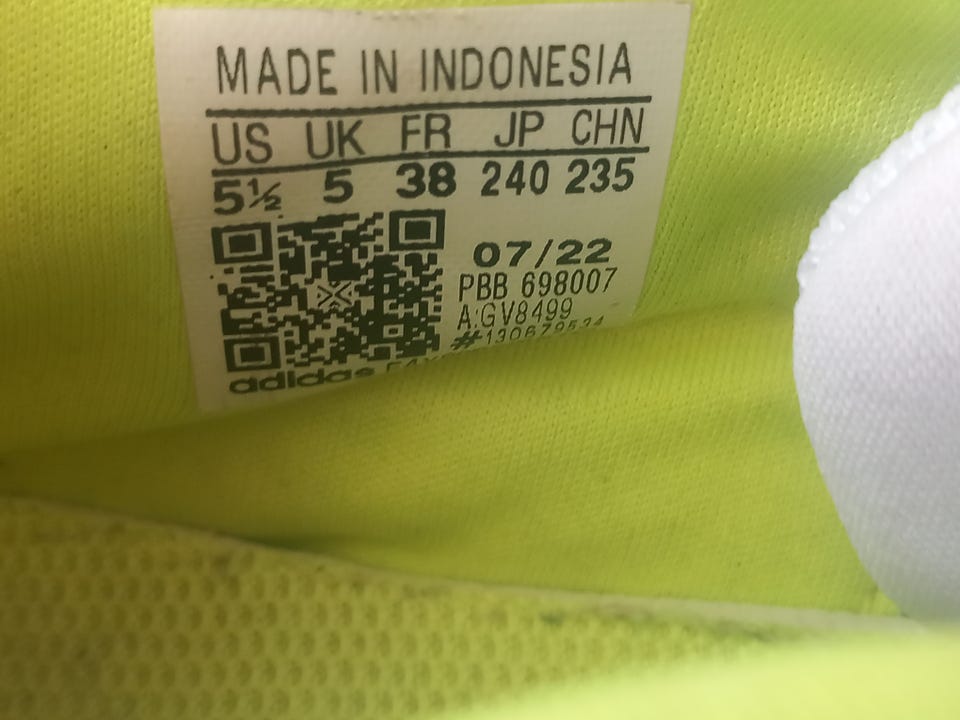 MADE IN INDONESIA
US UK FR JP CHN
5½ 5 38 240 235
07/22
PBB 698007
A:GV8499
adidas